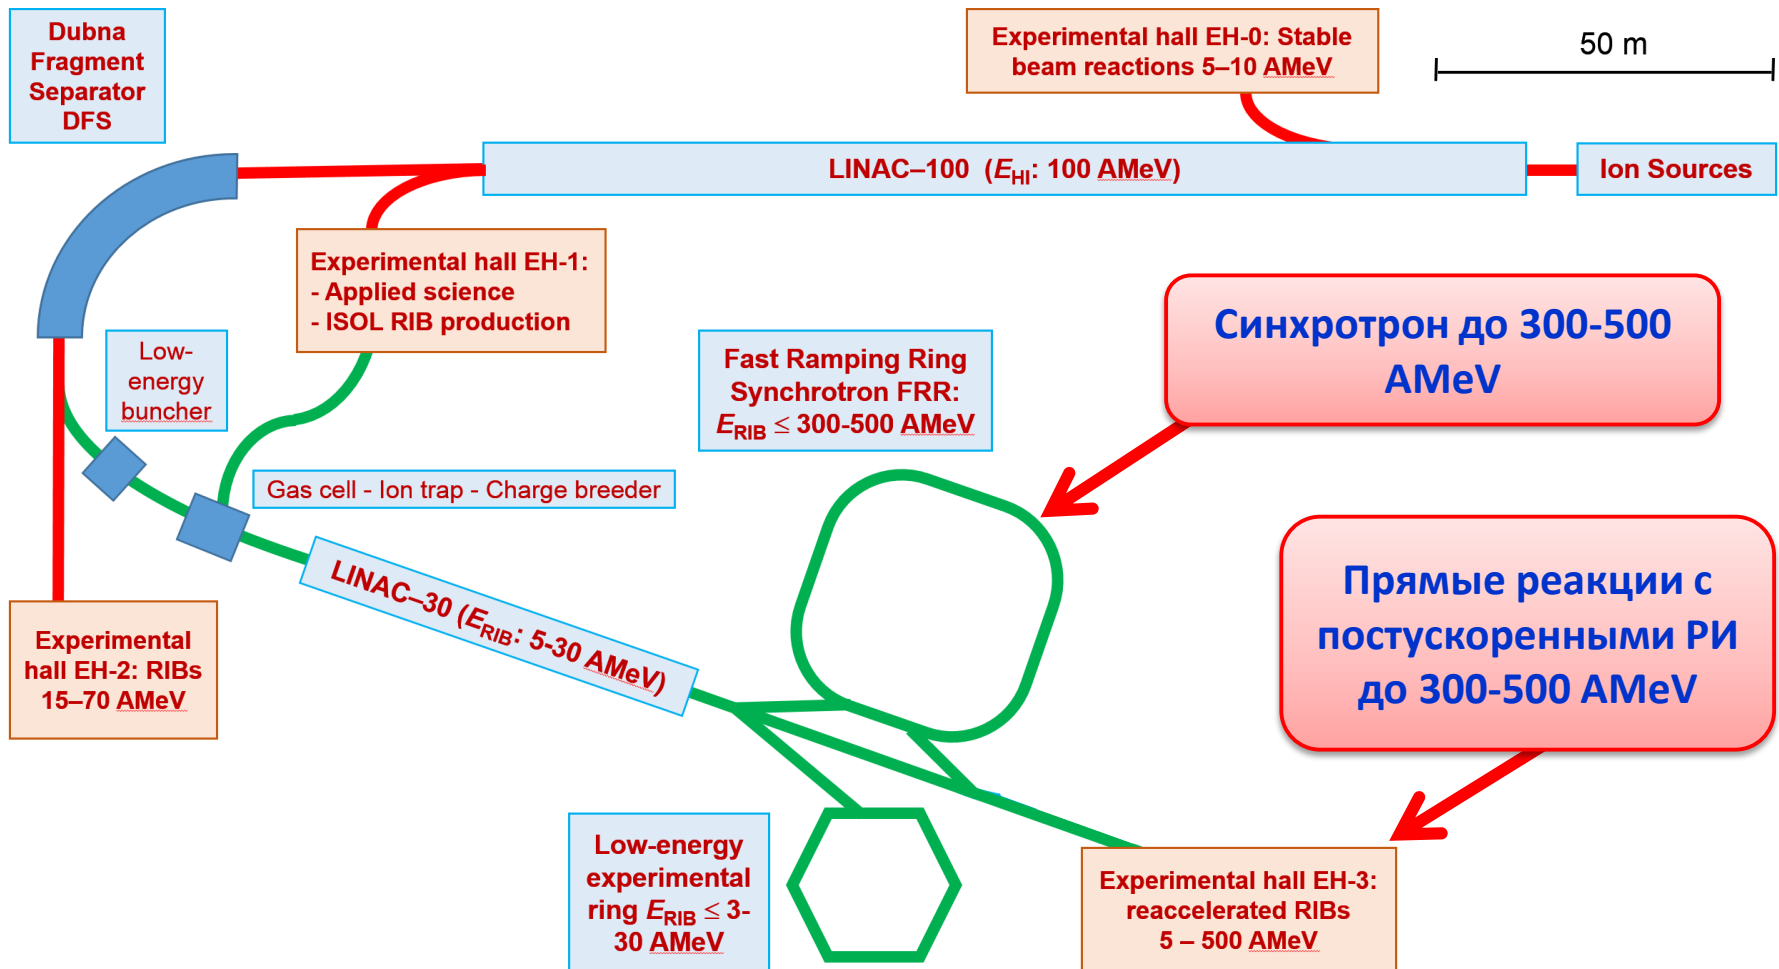 Dubna
Fragment
Separator
DFS
Experimental hall EH-0: Stable
beam reactions 5–10 AMeV
50 m
LINAC–100 (EHI: 100 AMeV)
Ion Sources
Experimental hall EH-1:
- Applied science
- ISOL RIB production
Low-
energy
buncher
Fast Ramping Ring
Synchrotron FRR:
ERIB ≤ 300-500 AMeV
Синхротрон до 300-500
AMeV
Gas cell - Ion trap - Charge breeder
LINAC–30 (ERIB: 5-30 AMeV)
Прямые реакции с
постускоренными РИ
до 300-500 AMeV
Experimental
hall EH-2: RIBs
15–70 AMeV
Low-energy
experimental
ring ERIB ≤ 3-
30 AMeV
Experimental hall EH-3:
reaccelerated RIBs
5 – 500 AMeV